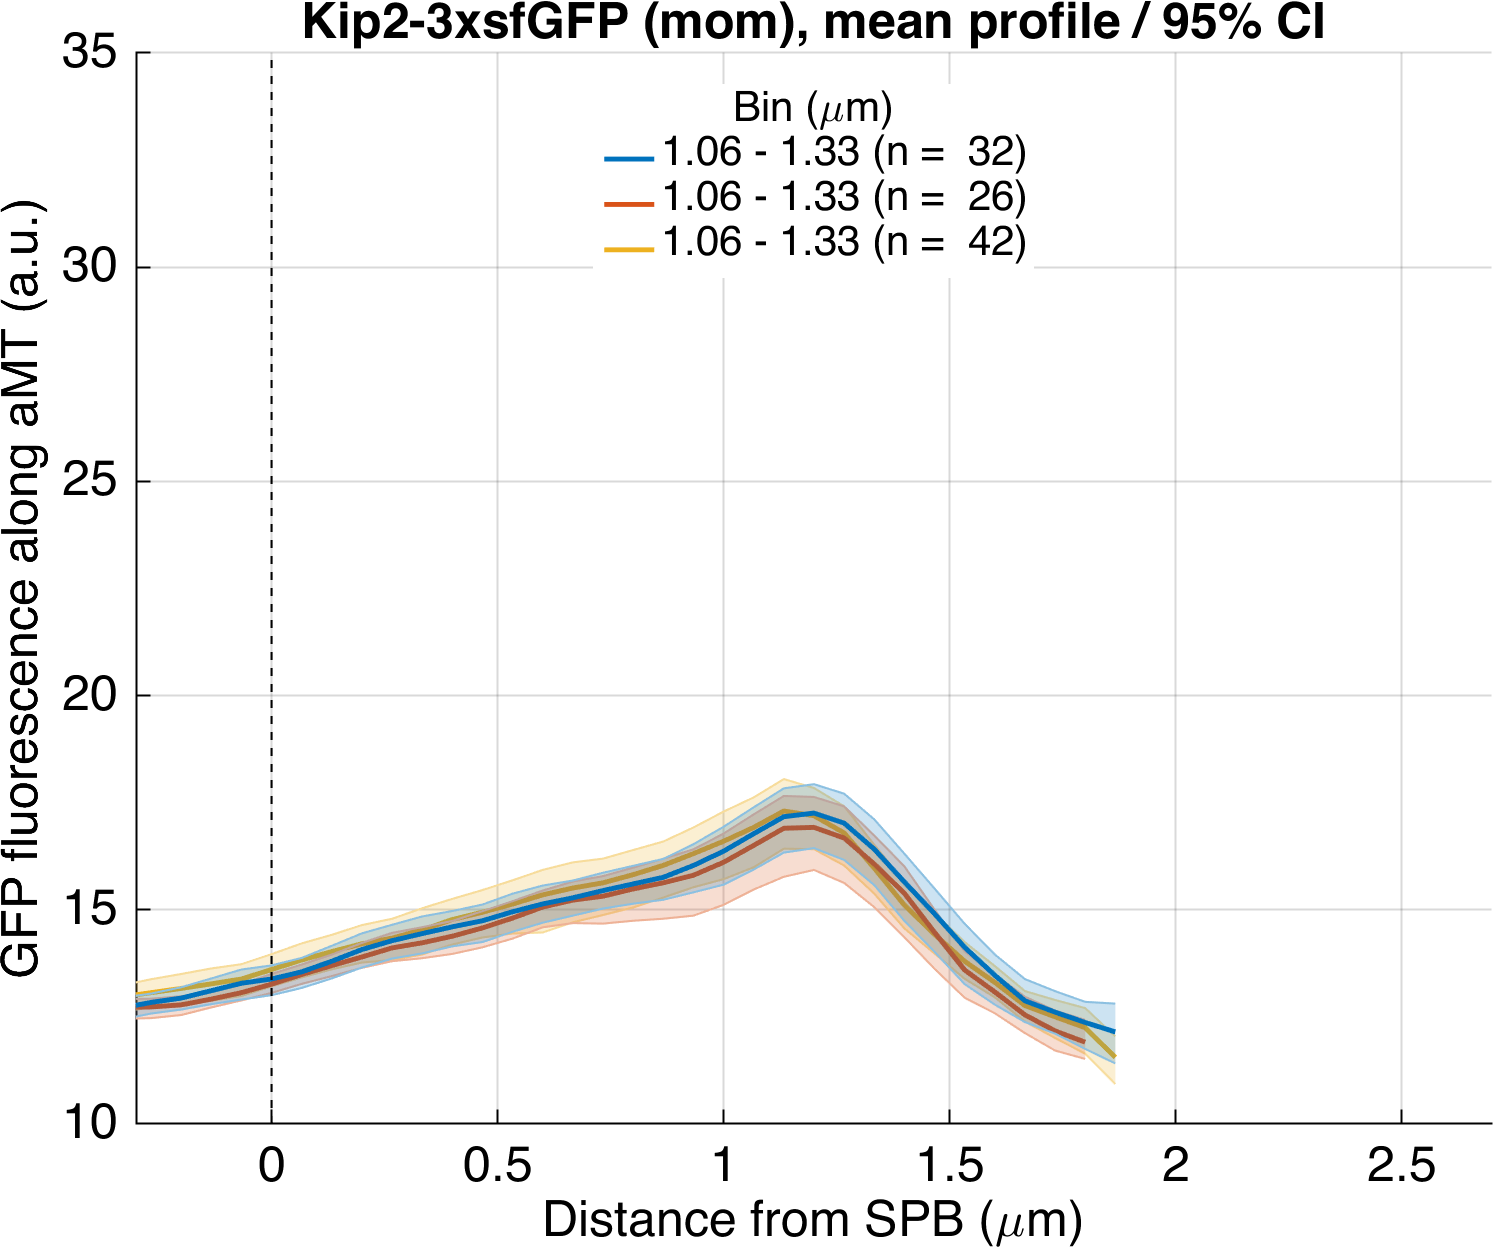 Kip2-3xsfGFP (mom), mean profile / 95% CI
Bin (μm)
1.06 - 1.33 (n = 32)
1.06 - 1.33 (n = 26)
1.06 - 1.33 (n = 42)
GFP fluorescence along aMT (a.u.)
35
30
25
20
15
10
0 0.5 1 1.5 2 2.5
Distance from SPB (μm)